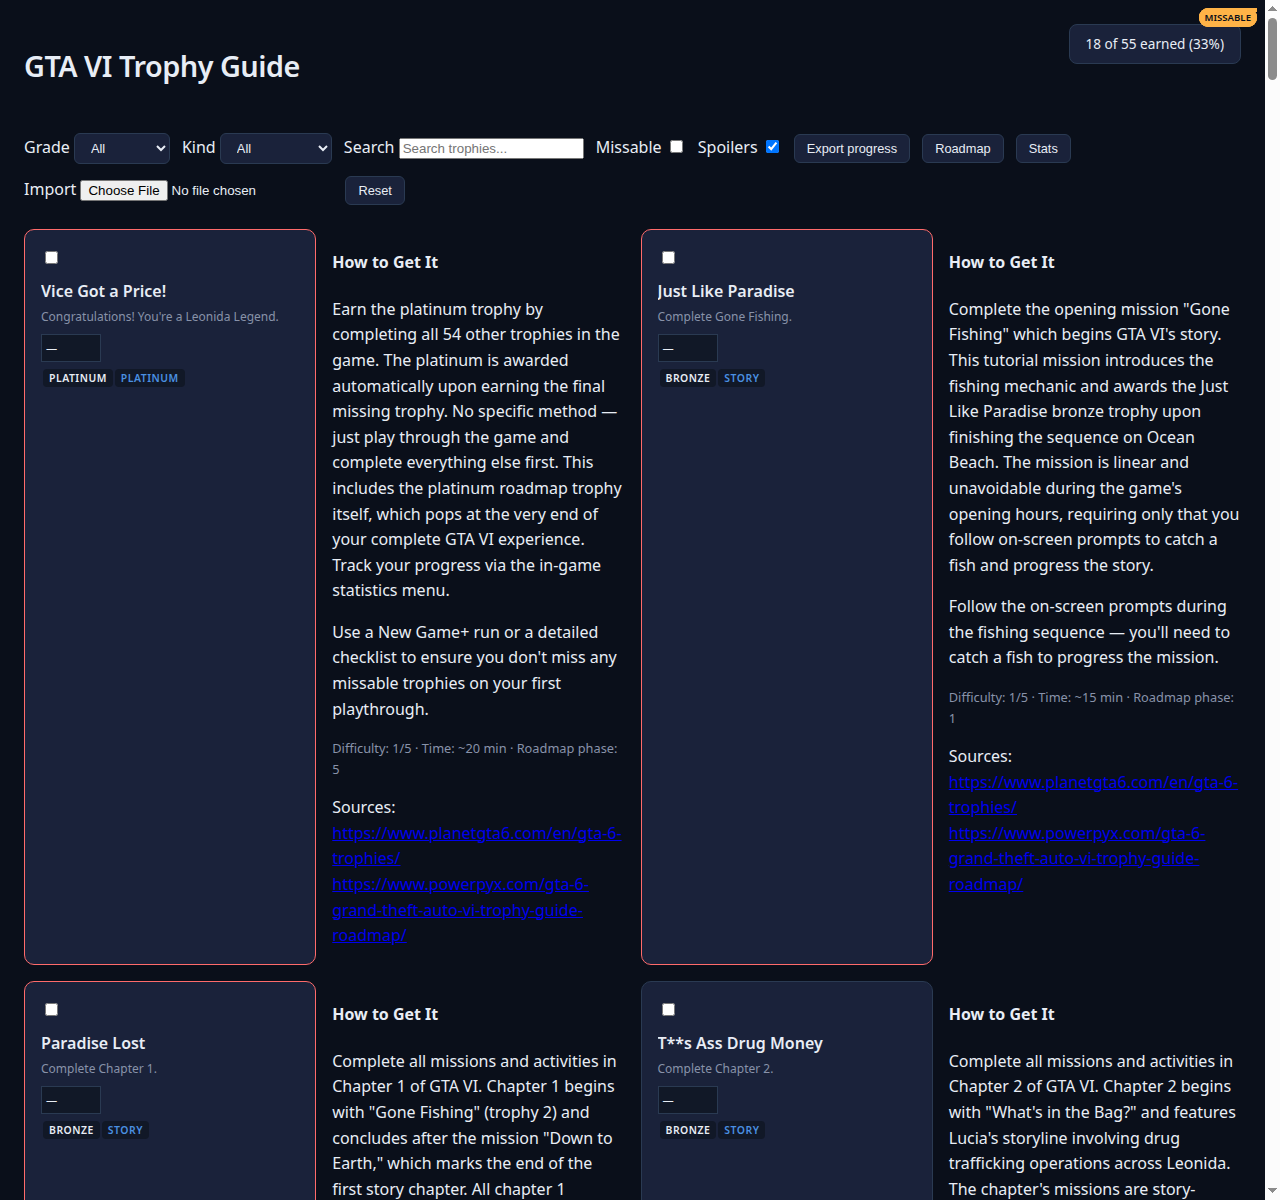 MISSABLE
18 of 55 earned (33%)
GTA VI Trophy Guide
Grade All Kind All Search Search trophies... Missable Spoilers Export progress Roadmap Stats
Import Choose File No file chosen Reset
Vice Got a Price!
Congratulations! You're a Leonida Legend.
—
PLATINUM PLATINUM
How to Get It
Earn the platinum trophy by
completing all 54 other trophies in the
game. The platinum is awarded
automatically upon earning the final
missing trophy. No specific method —
just play through the game and
complete everything else first. This
includes the platinum roadmap trophy
itself, which pops at the very end of
your complete GTA VI experience.
Track your progress via the in-game
statistics menu.
Use a New Game+ run or a detailed
checklist to ensure you don't miss any
missable trophies on your first
playthrough.
Difficulty: 1/5 · Time: ~20 min · Roadmap phase:
5
Sources:
https://www.planetgta6.com/en/gta-6-
trophies/
https://www.powerpyx.com/gta-6-
grand-theft-auto-vi-trophy-guide-
roadmap/
Just Like Paradise
Complete Gone Fishing.
—
BRONZE STORY
How to Get It
Complete the opening mission "Gone
Fishing" which begins GTA VI's story.
This tutorial mission introduces the
fishing mechanic and awards the Just
Like Paradise bronze trophy upon
finishing the sequence on Ocean
Beach. The mission is linear and
unavoidable during the game's
opening hours, requiring only that you
follow on-screen prompts to catch a
fish and progress the story.
Follow the on-screen prompts during
the fishing sequence — you'll need to
catch a fish to progress the mission.
Difficulty: 1/5 · Time: ~15 min · Roadmap phase:
1
Sources:
https://www.planetgta6.com/en/gta-6-
trophies/
https://www.powerpyx.com/gta-6-
grand-theft-auto-vi-trophy-guide-
roadmap/
Paradise Lost
Complete Chapter 1.
—
BRONZE STORY
How to Get It
Complete all missions and activities in
Chapter 1 of GTA VI. Chapter 1 begins
with "Gone Fishing" (trophy 2) and
concludes after the mission "Down to
Earth," which marks the end of the
first story chapter. All chapter 1
T**s Ass Drug Money
Complete Chapter 2.
—
BRONZE STORY
How to Get It
Complete all missions and activities in
Chapter 2 of GTA VI. Chapter 2 begins
with "What's in the Bag?" and features
Lucia's storyline involving drug
trafficking operations across Leonida.
The chapter's missions are story-